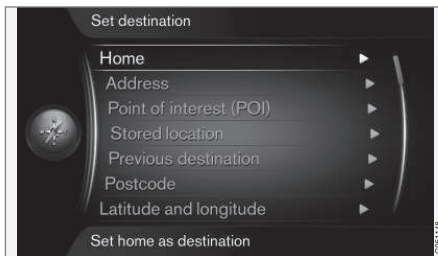 Set destination
Home
Address
Point of interest (POI)
Stored location
Previous destination
Postcode
Latitude and longitude
Set home as destination